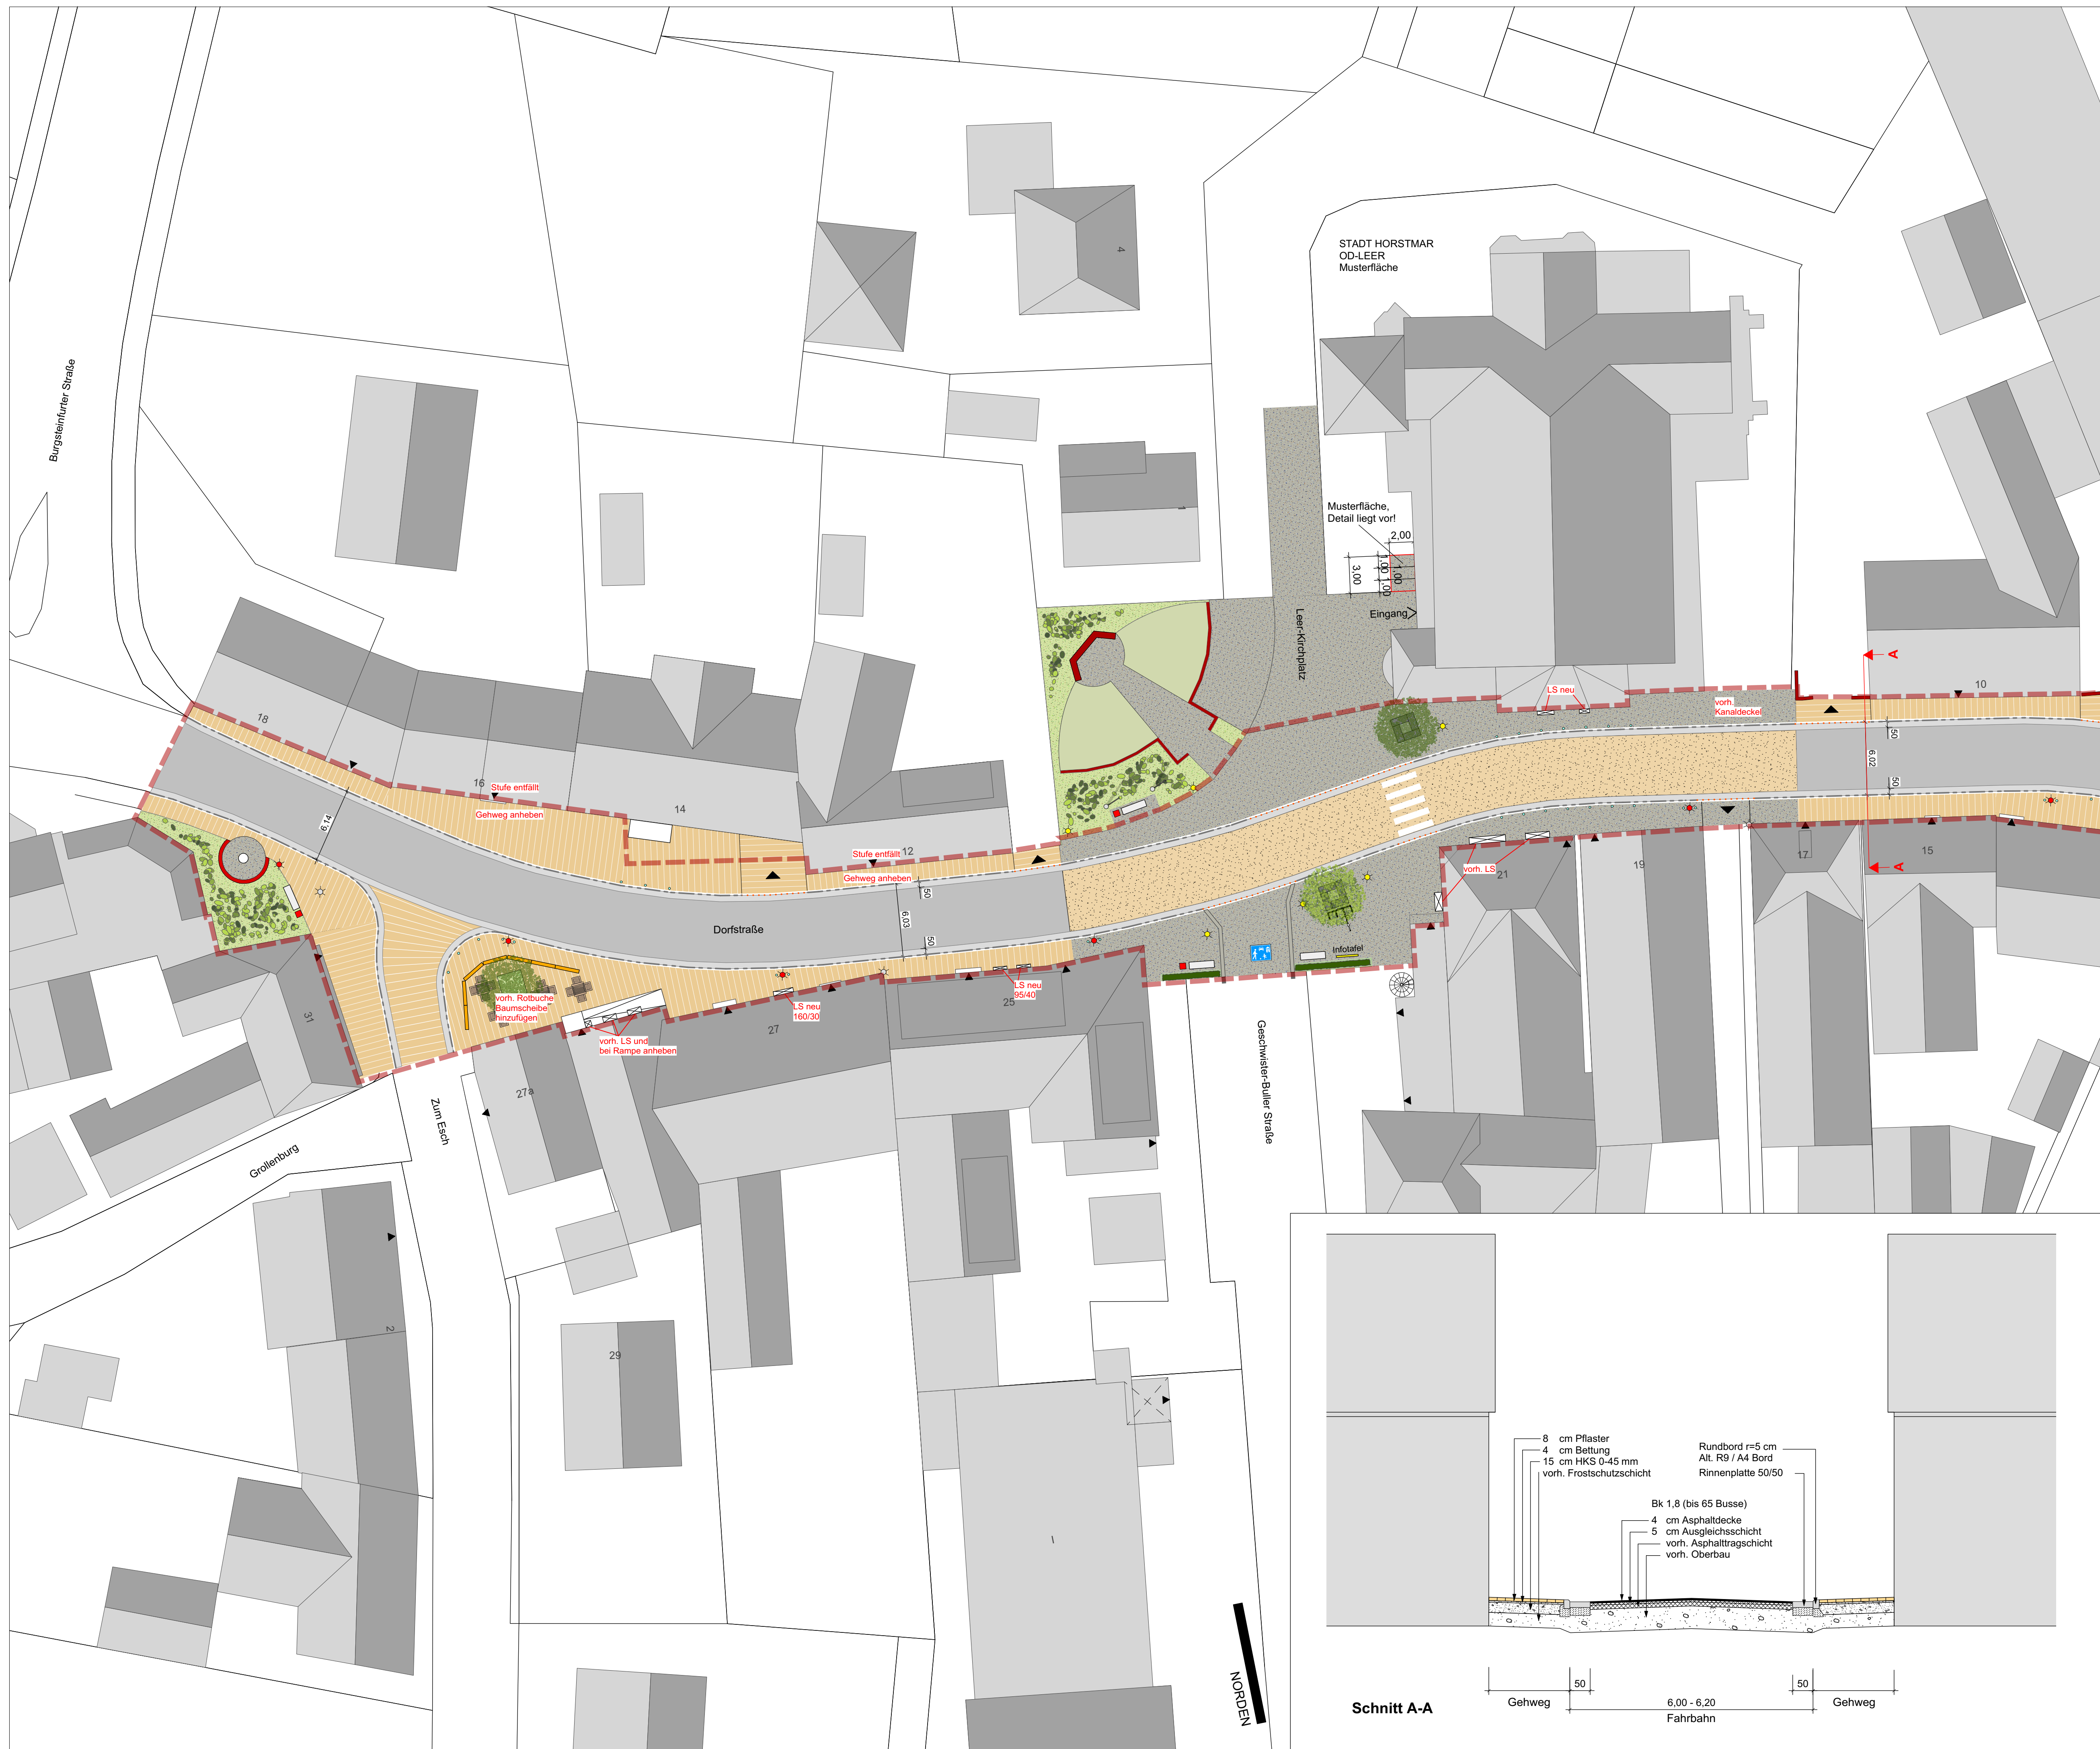 STADT HORSTMAR
OD-LEER
Musterfläche
4
Burgsteinfurter Straße
1
Musterfläche,
Detail liegt vor!
2,00
3,00
1,00
1,00
1,00
Eingang
Leer-Kirchplatz
LS neu
vorh.
Kanaldeckel
A
10
50
6,02
50
A
18
16
Stufe entfällt
Gehweg anheben
14
6,14
Stufe entfällt
12
Gehweg anheben
50
6,03
50
Dorfstraße
vorh. LS
21
19
17
15
Infotafel
31
vorh. Rotbuche
Baumscheibe
hinzufügen
vorh. LS und
bei Rampe anheben
LS neu
160/30
27
LS neu
95/40
25
27a
Zum Esch
Grollenburg
Geschwister-Buller Straße
2
29
I
NORDEN
8 cm Pflaster
4 cm Bettung
15 cm HKS 0-45 mm
vorh. Frostschutzschicht
Rundbord r=5 cm
Alt. R9 / A4 Bord
Rinnenplatte 50/50
Bk 1,8 (bis 65 Busse)
4 cm Asphaltdecke
5 cm Ausgleichsschicht
vorh. Asphalttragschicht
vorh. Oberbau
50
50
Gehweg
6,00 - 6,20
Gehweg
Fahrbahn
Schnitt A-A